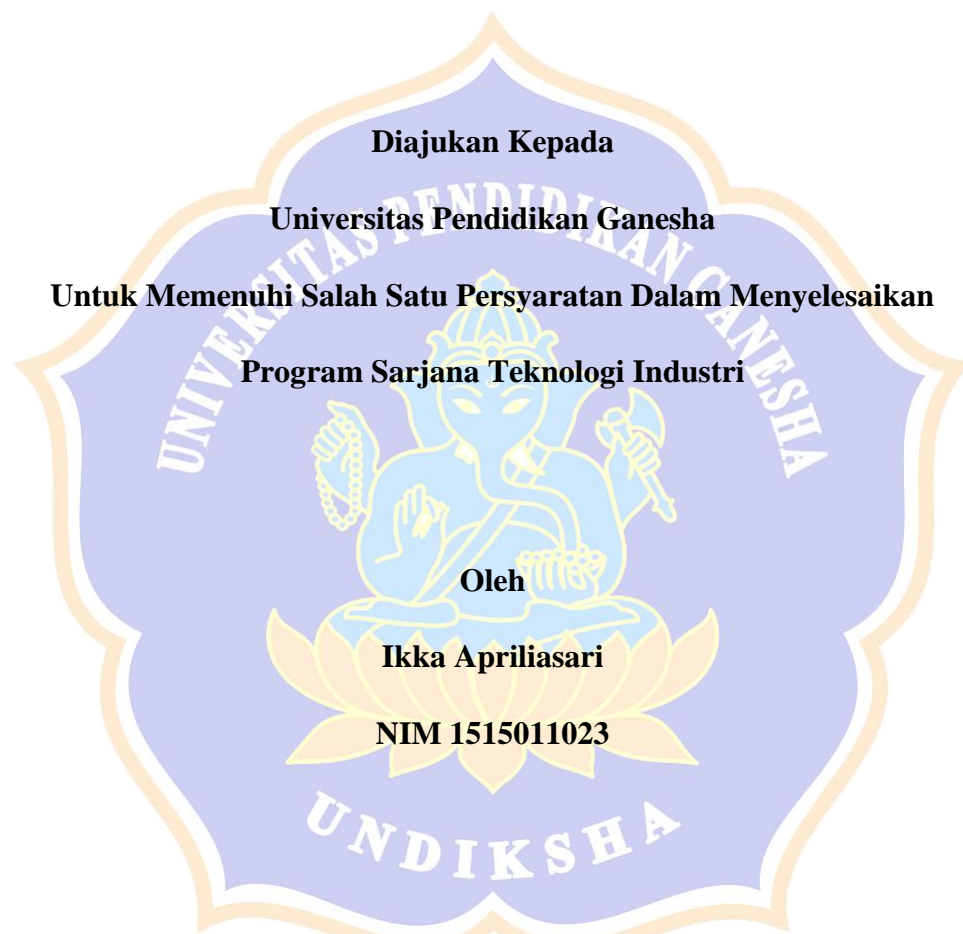 Diajukan Kepada
Universitas Pendidikan Ganesha
Untuk Memenuhi Salah Satu Persyaratan Dalam Menyelesaikan
Program Sarjana Teknologi Industri
UNIVERSITAS PENDIDIKAN GANESHA
Oleh
Ikka Apriliasari
NIM 1515011023
UNDIKSHA